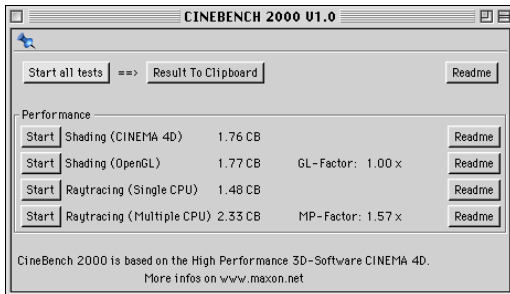 CINEBENCH 2000 V1.0
Start all tests ==> Result To Clipboard Readme
Performance
Start Shading (CINEMA 4D) 1.76 CB Readme
Start Shading (OpenGL) 1.77 CB GL-Factor: 1.00 x Readme
Start Raytracing (Single CPU) 1.48 CB Readme
Start Raytracing (Multiple CPU) 2.33 CB MP-Factor: 1.57 x Readme
CineBench 2000 is based on the High Performance 3D-Software CINEMA 4D.
More infos on www.maxon.net